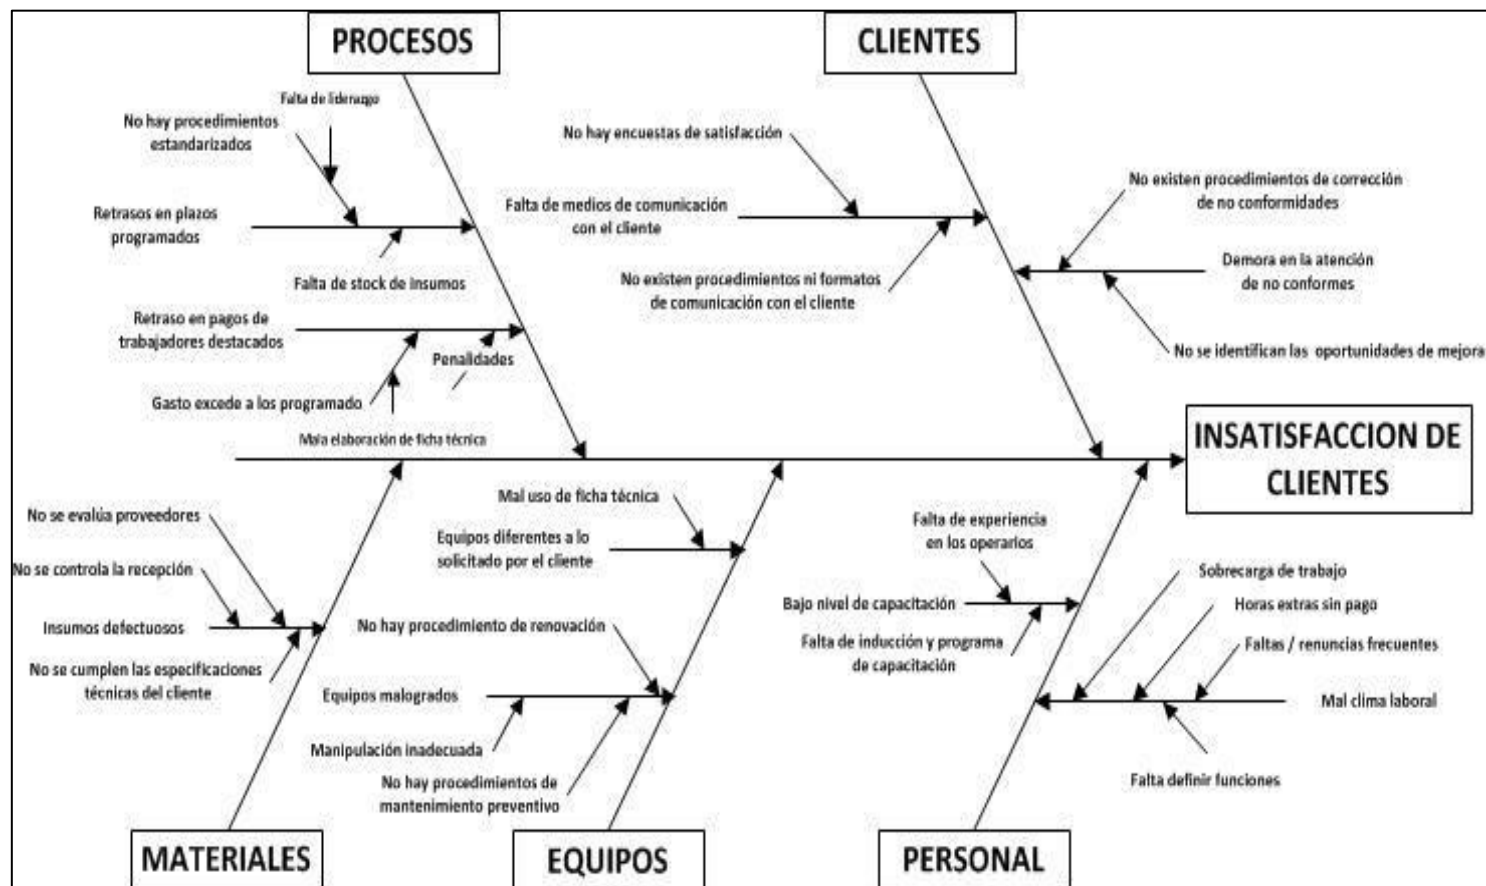 PROCESOS
CLIENTES
Falta de liderazgo
No hay procedimientos
estandarizados
Retrasos en plazos
programados
Falta de stock de insumos
Retraso en pagos de
trabajadores destacados
Penalidades
Gasto excede a los programado
Mala elaboración de ficha técnica
No hay encuestas de satisfacción
Falta de medios de comunicación
con el cliente
No existen procedimientos ni formatos
de comunicación con el cliente
No existen procedimientos de corrección
de no conformidades
Demora en la atención
de no conformes
No se identifican las oportunidades de mejora
INSATISFACCION DE
CLIENTES
No se evalúa proveedores
No se controla la recepción
Insumos defectuosos
No se cumplen las especificaciones
técnicas del cliente
Mal uso de ficha técnica
Equipos diferentes a lo
solicitado por el cliente
No hay procedimiento de renovación
Equipos malogrados
Manipulación inadecuada
No hay procedimientos de
mantenimiento preventivo
Falta de experiencia
en los operarios
Bajo nivel de capacitación
Falta de inducción y programa
de capacitación
Sobrecarga de trabajo
Horas extras sin pago
Faltas / renuncias frecuentes
Mal clima laboral
Falta definir funciones
MATERIALES
EQUIPOS
PERSONAL